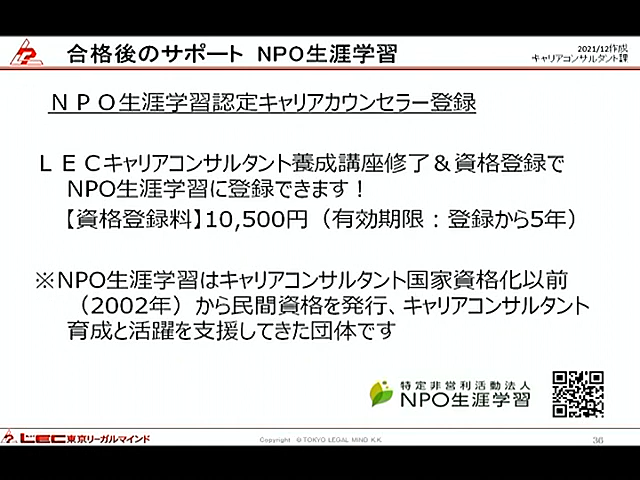 合格後のサポート NPO生涯学習
2021/12作成
キャリアコンサルタント課
ＮＰＯ生涯学習認定キャリアカウンセラー登録
ＬＥＣキャリアコンサルタント養成講座修了＆資格登録で
NPO生涯学習に登録できます！
【資格登録料】10,500円（有効期限：登録から5年）
※NPO生涯学習はキャリアコンサルタント国家資格化以前
（2002年）から民間資格を発行、キャリアコンサルタント
育成と活躍を支援してきた団体です
特定非営利活動法人
NPO生涯学習
LEC東京リーガルマインド
Copyright © TOKYO LEGAL MIND K.K.
36